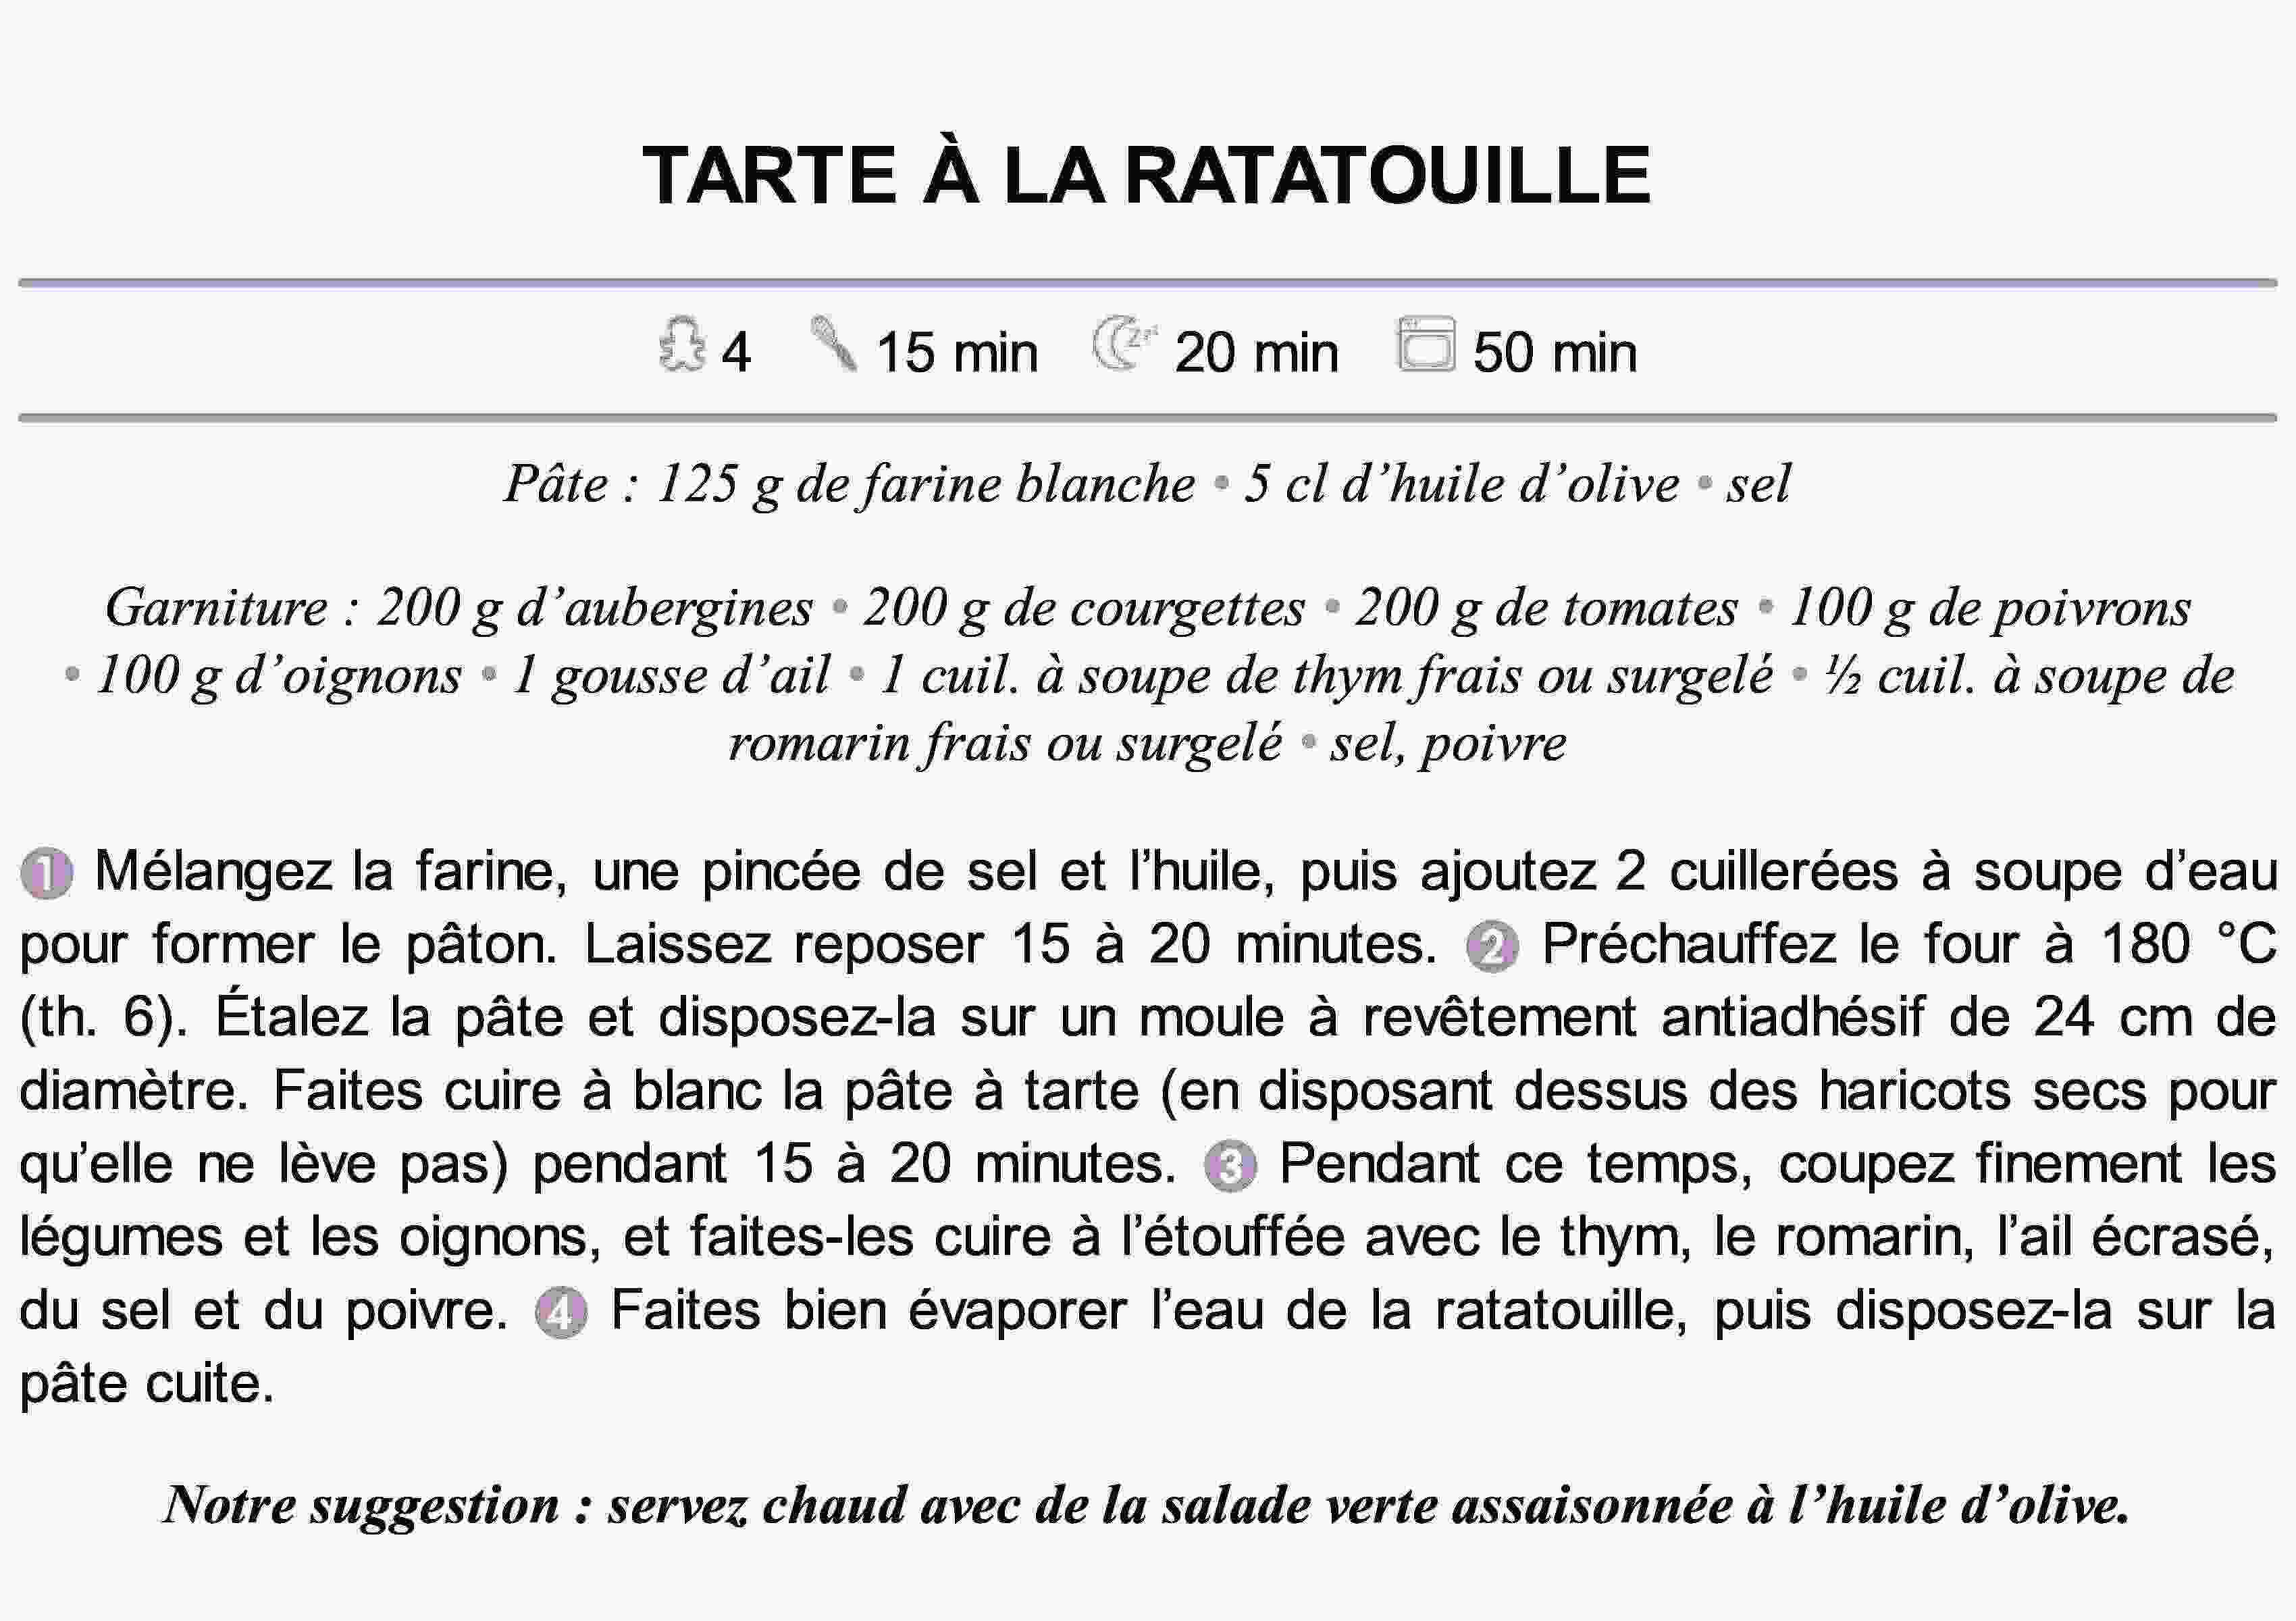 TARTE À LA RATATOUILLE
4 15 min 20 min 50 min
Pâte : 125 g de farine blanche • 5 cl d’huile d’olive • sel
Garniture : 200 g d’aubergines • 200 g de courgettes • 200 g de tomates • 100 g de poivrons
• 100 g d’oignons • 1 gousse d’ail • 1 cuil. à soupe de thym frais ou surgelé • ½ cuil. à soupe de
romarin frais ou surgelé • sel, poivre
1 Mélangez la farine, une pincée de sel et l’huile, puis ajoutez 2 cuillerées à soupe d’eau
pour former le pâton. Laissez reposer 15 à 20 minutes. 2 Préchauffez le four à 180 °C
(th. 6). Étalez la pâte et disposez-la sur un moule à revêtement antiadhésif de 24 cm de
diamètre. Faites cuire à blanc la pâte à tarte (en disposant dessus des haricots secs pour
qu’elle ne lève pas) pendant 15 à 20 minutes. 3 Pendant ce temps, coupez finement les
légumes et les oignons, et faites-les cuire à l’étouffée avec le thym, le romarin, l’ail écrasé,
du sel et du poivre. 4 Faites bien évaporer l’eau de la ratatouille, puis disposez-la sur la
pâte cuite.
Notre suggestion : servez chaud avec de la salade verte assaisonnée à l’huile d’olive.